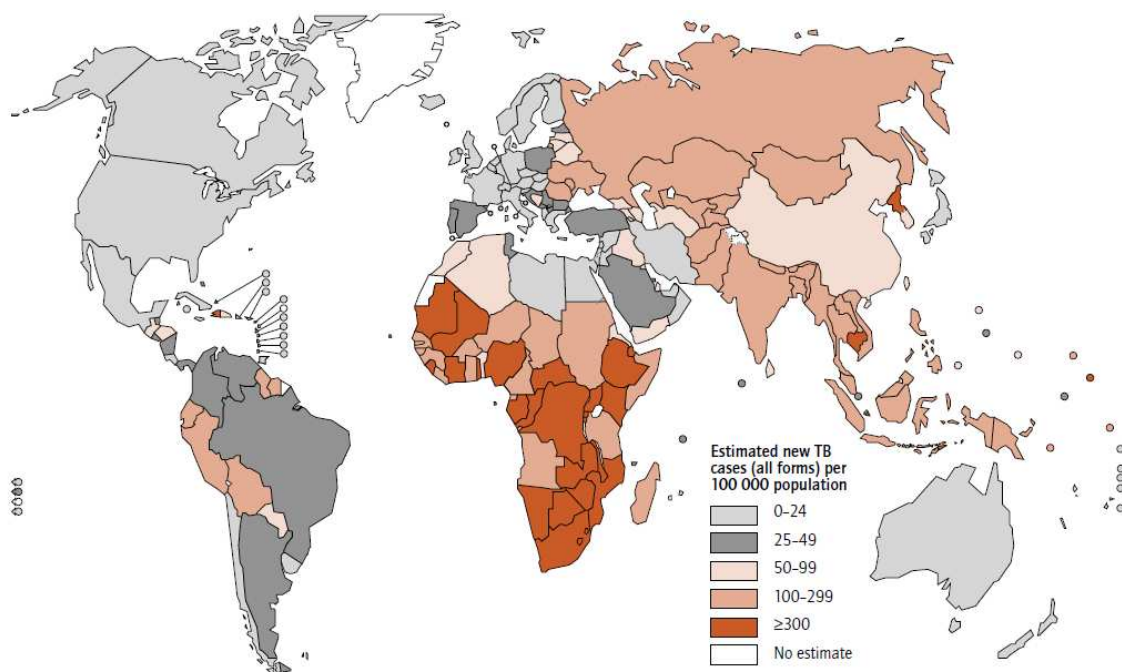 Estimated new TB
cases (all forms) per
100 000 population
0–24
25–49
50–99
100–299
≥300
No estimate